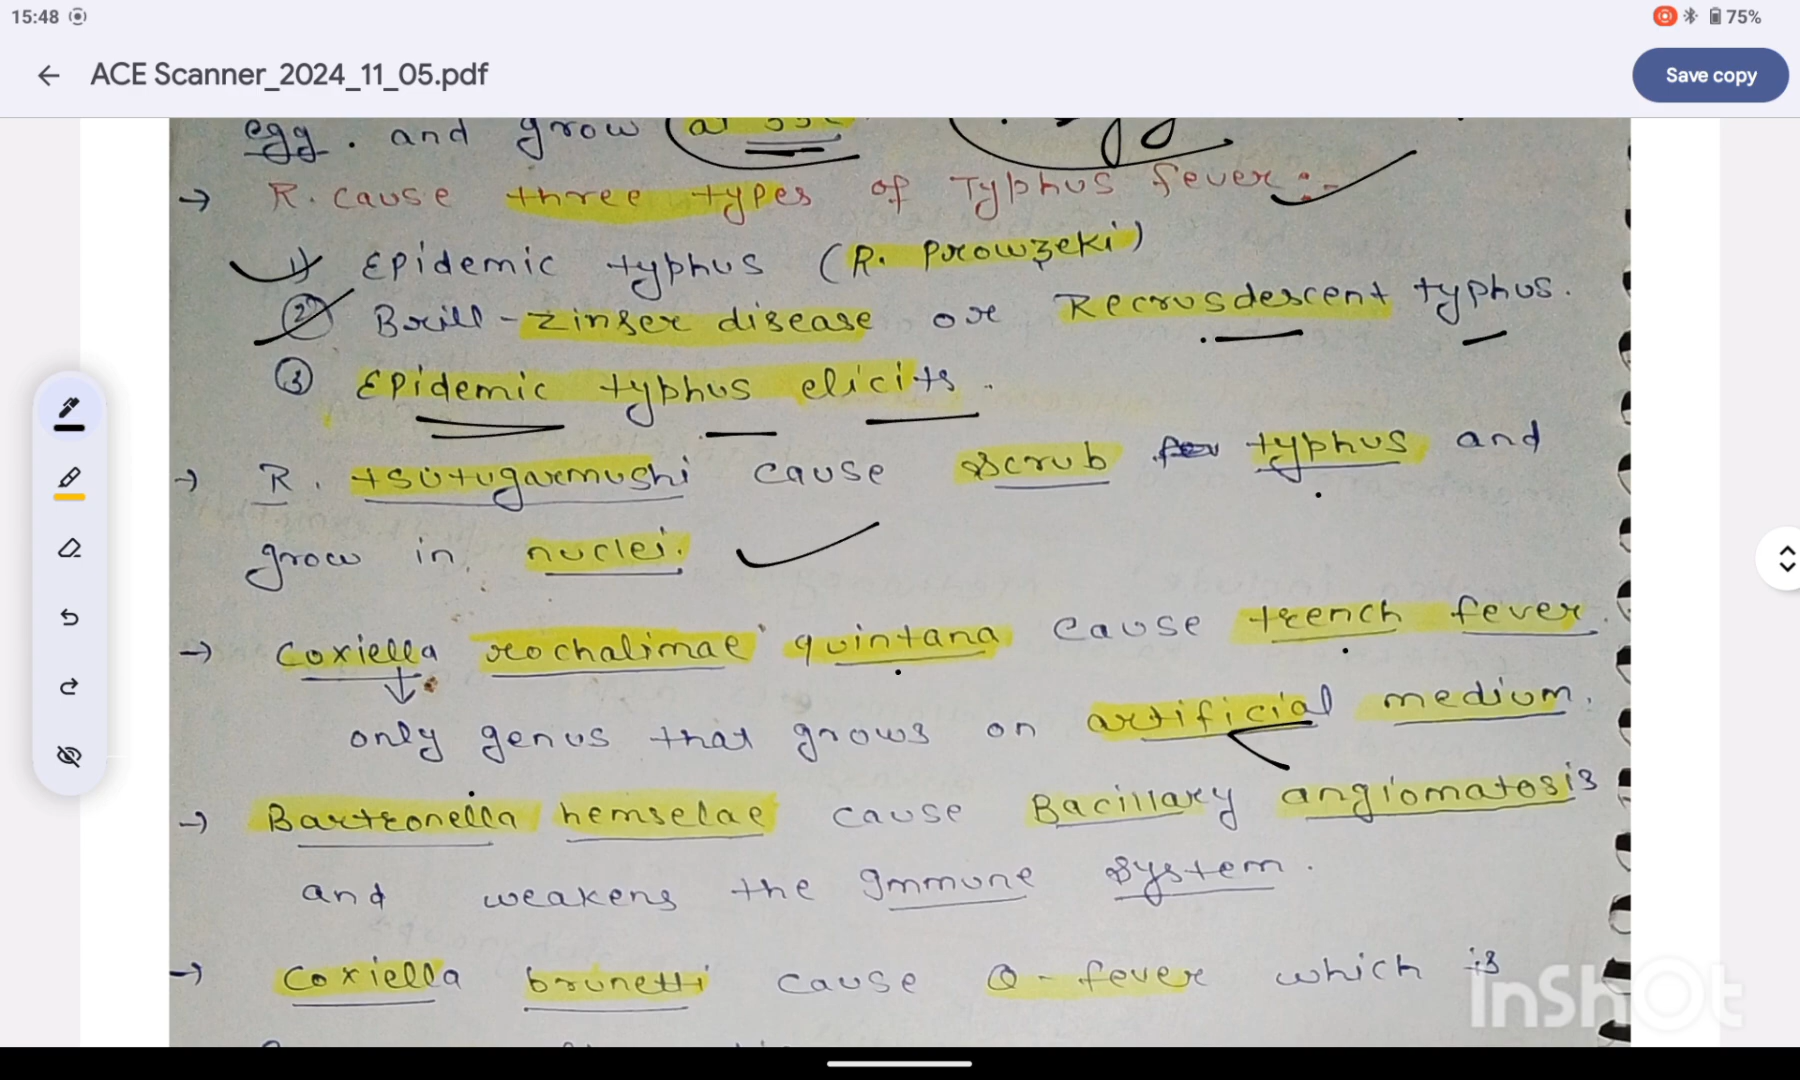 15:48 75%
ACE Scanner_2024_11_05.pdf Save copy
egg. and grow
→ R. cause three types of Typhus fever:-
1) Epidemic typhus (R. Prowzeki)
② Brill-zinser disease or Recrusdescent typhus.
③ Epidemic typhus elicits.
→ R. tsutugarmushi cause scrub typhus and
grow in nuclei.
→ Coxiella rochalimae quintana cause trench fever.
only genus that grows on artificial medium.
→ Bartronella hemselae cause Bacillary angiomatosis
and weakens the Immune system.
→ Coxiella brunetti cause Q-fever which is
InShOt